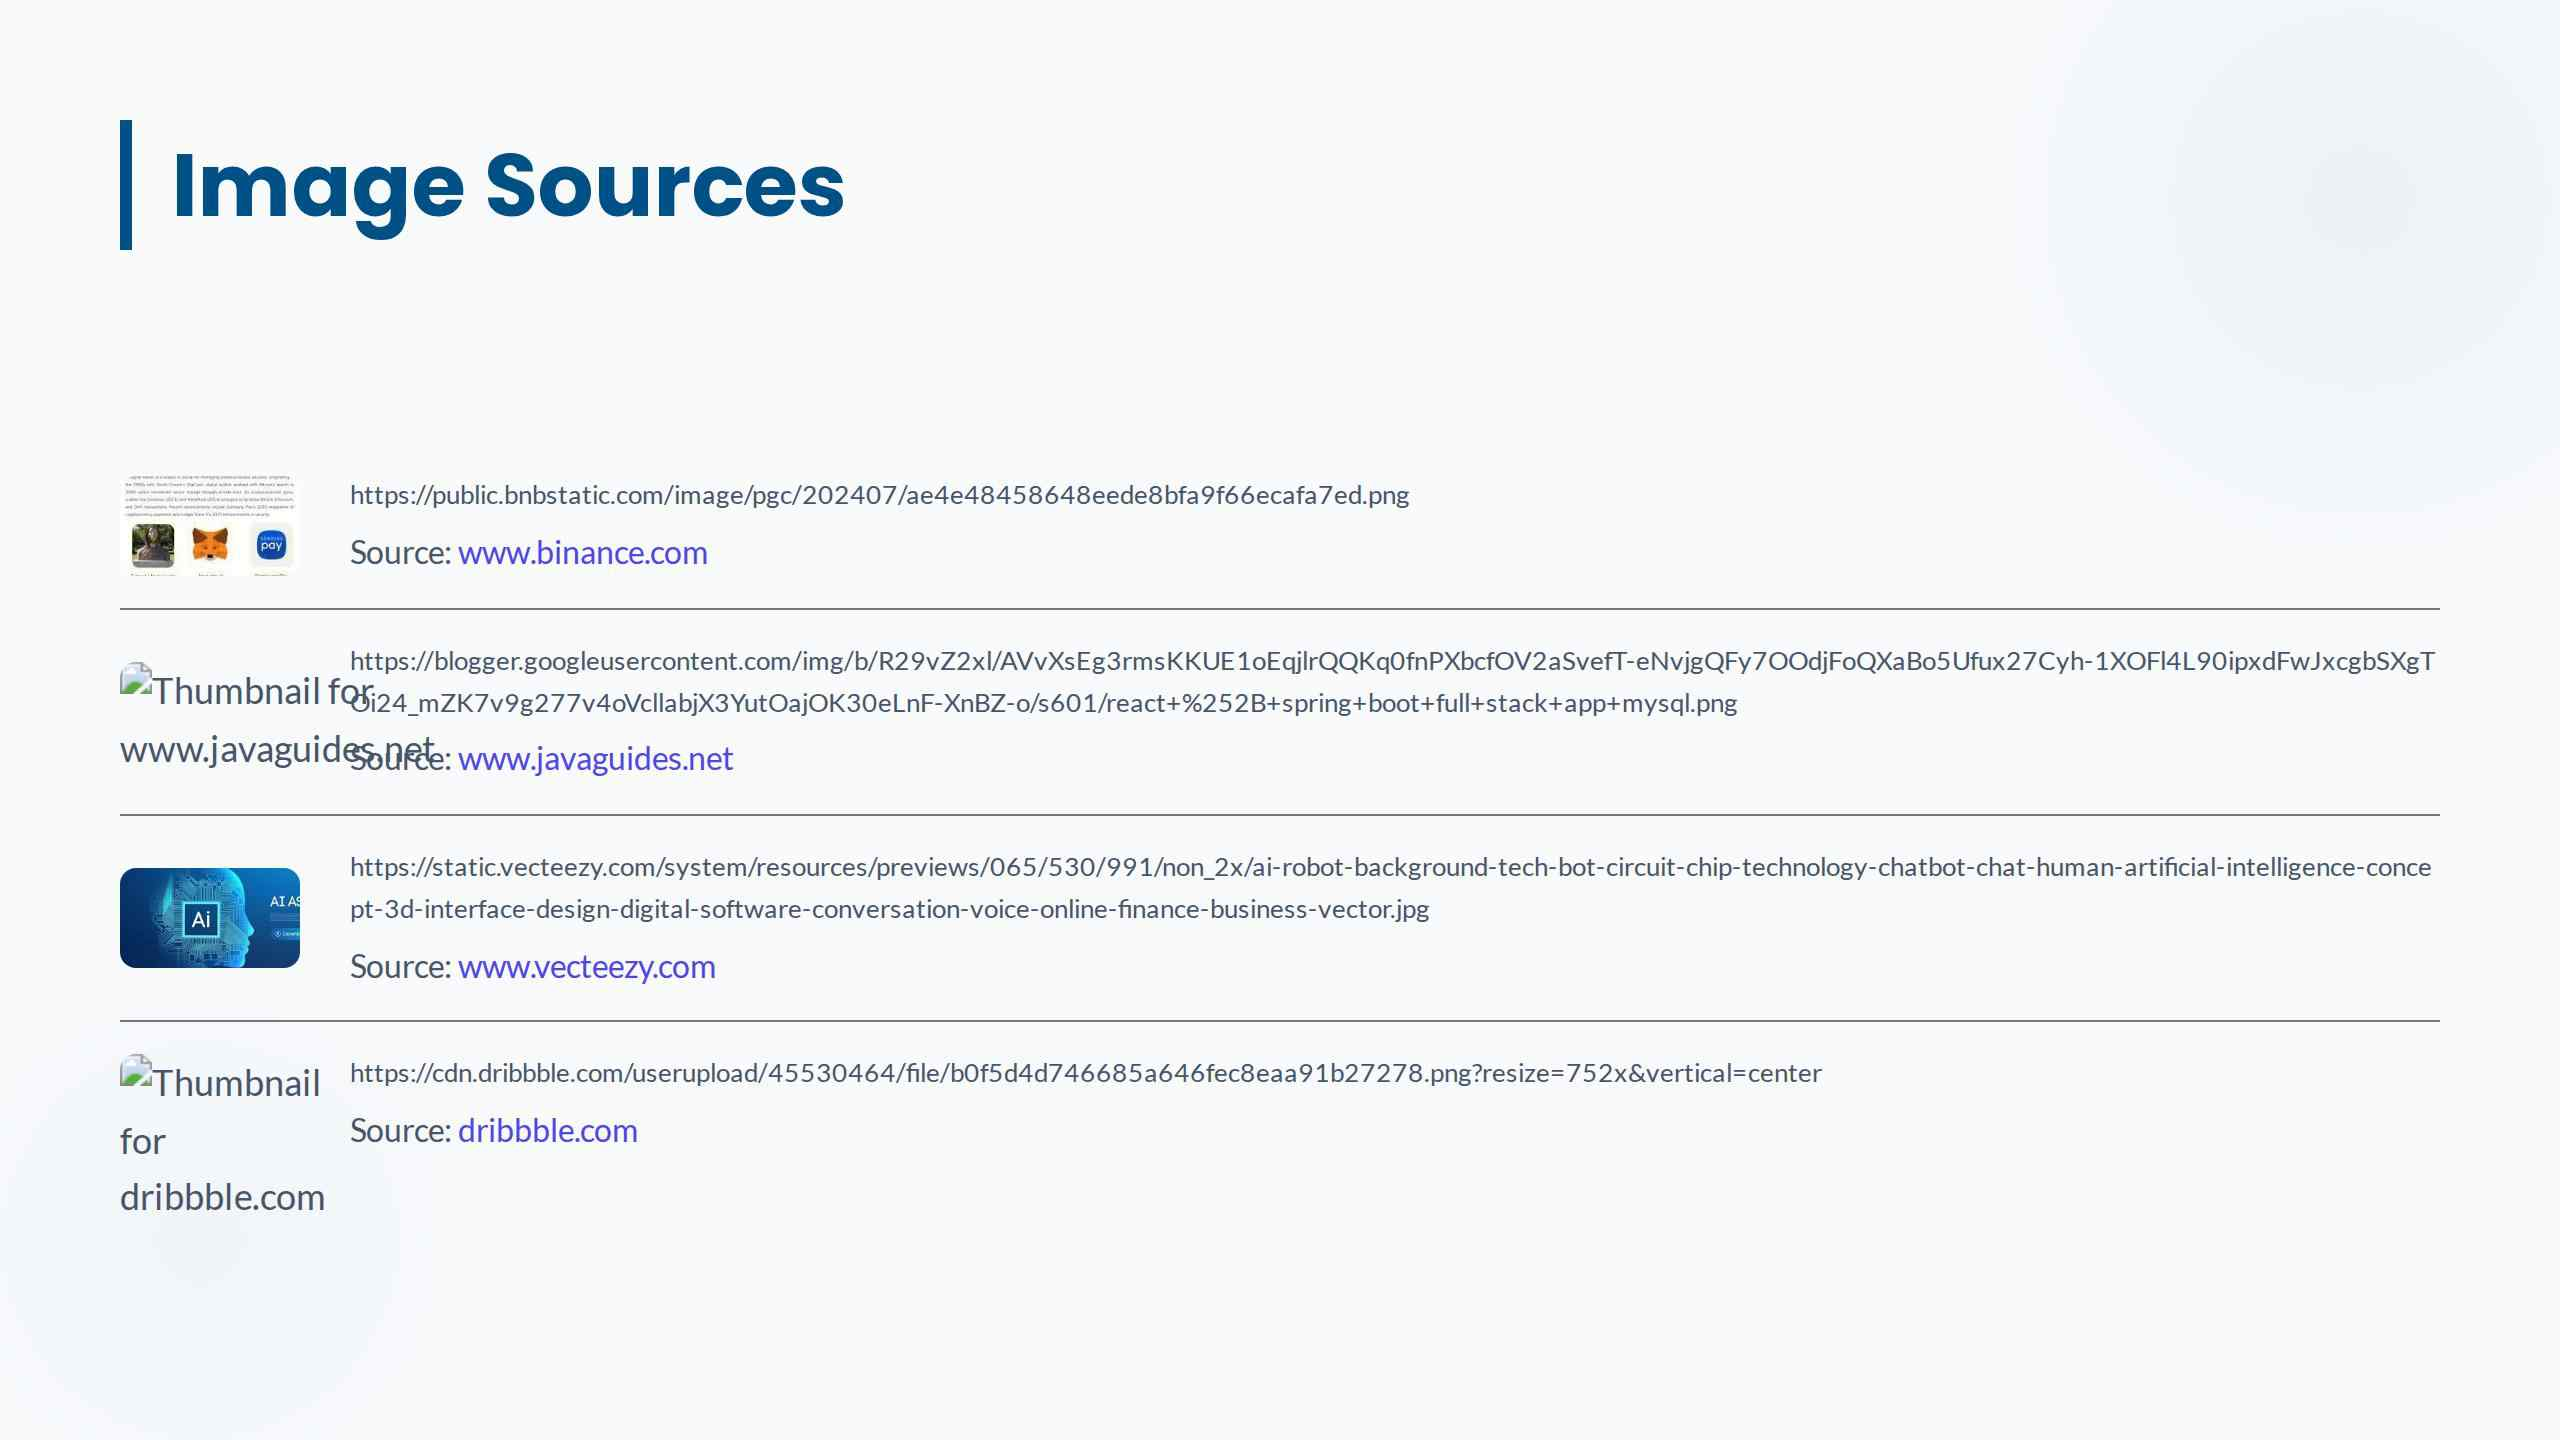 Image Sources
pay
https://public.bnbstatic.com/image/pgc/202407/ae4e48458648eede8bfa9f66ecafa7ed.png
Source: www.binance.com
Thumbnail for
www.javaguides.net
https://blogger.googleusercontent.com/img/b/R29vZ2xl/AVvXsEg3rmsKKUE1oEqjlrQQKq0fnPXbcfOV2aSvefT-eNvjgQFy7OOdjFoQXaBo5Ufux27Cyh-1XOFl4L90ipxdFwJxcgbSXgT
Oi24_mZK7v9g277v4oVcllabjX3YutOajOK30eLnF-XnBZ-o/s601/react+%252B+spring+boot+full+stack+app+mysql.png
Source: www.javaguides.net
Ai
AI AS
https://static.vecteezy.com/system/resources/previews/065/530/991/non_2x/ai-robot-background-tech-bot-circuit-chip-technology-chatbot-chat-human-artificial-intelligence-conce
pt-3d-interface-design-digital-software-conversation-voice-online-finance-business-vector.jpg
Source: www.vecteezy.com
Thumbnail
for
dribbble.com
https://cdn.dribbble.com/userupload/45530464/file/b0f5d4d746685a646fec8eaa91b27278.png?resize=752x&vertical=center
Source: dribbble.com